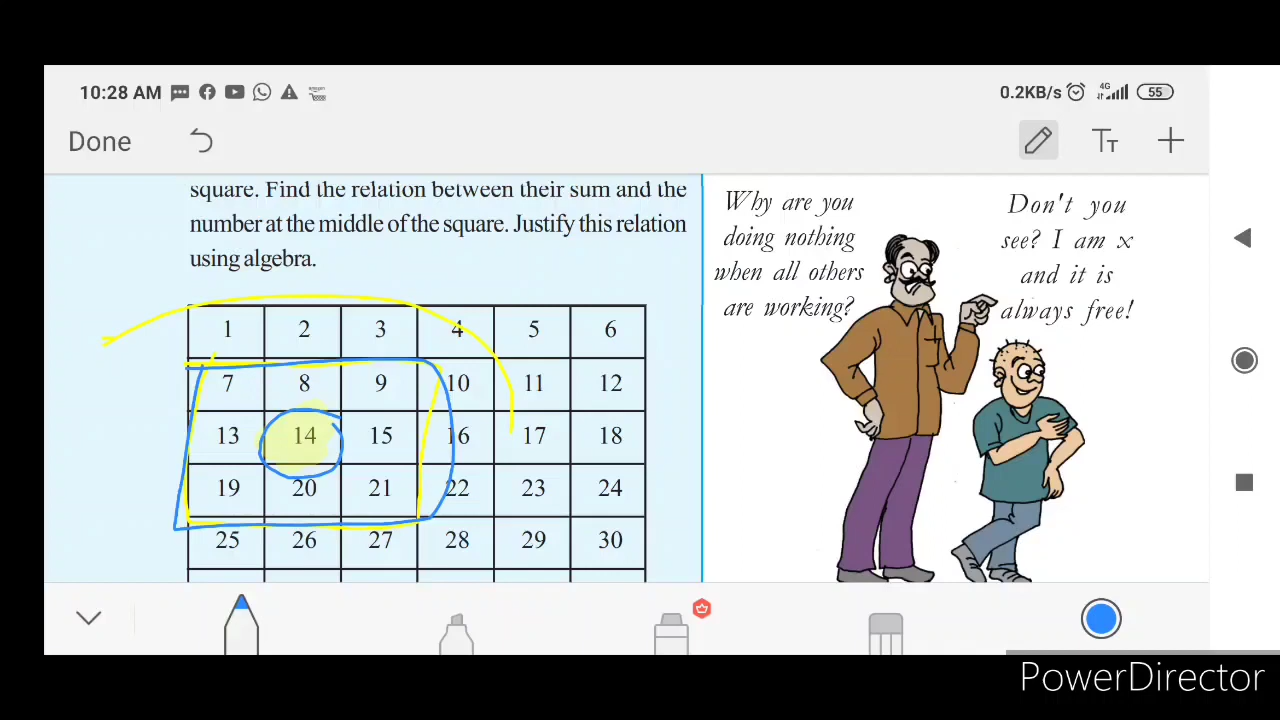 10:28 AM
0.2KB/s 4G 55
Done
square. Find the relation between their sum and the
number at the middle of the square. Justify this relation
using algebra.
1 2 3 4 5 6
7 8 9 10 11 12
13 14 15 16 17 18
19 20 21 22 23 24
25 26 27 28 29 30
Why are you
doing nothing
when all others
are working?
Don't you
see? I am x
and it is
always free!
PowerDirector